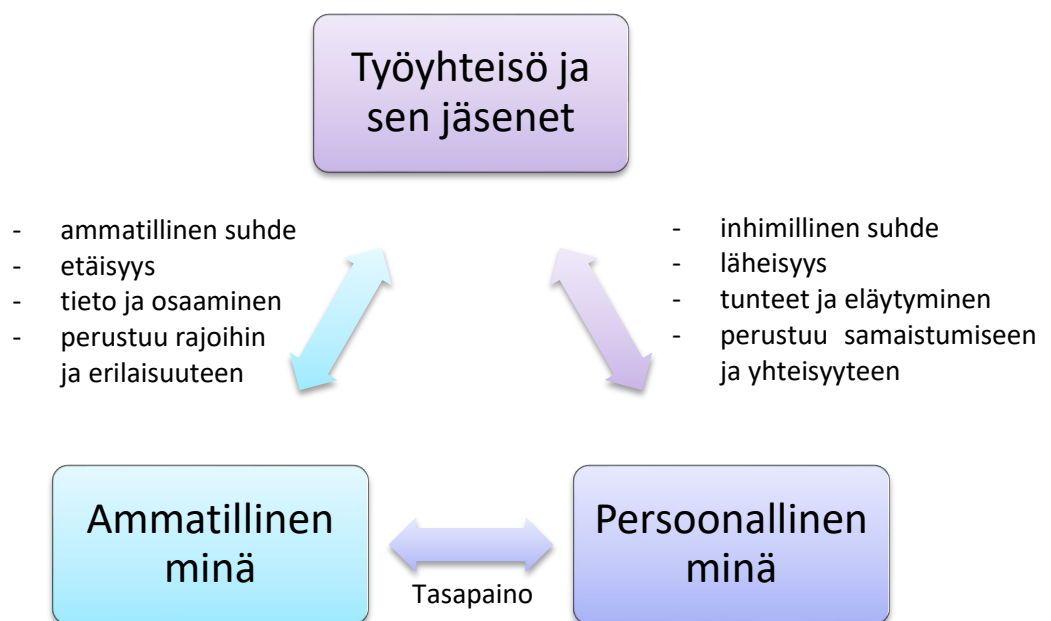 Työyhteisö ja
sen jäsenet
- ammatillinen suhde
- etäisyys
- tieto ja osaaminen
- perustuu rajoihin
ja erilaisuuteen
- inhimillinen suhde
- läheisyys
- tunteet ja eläytyminen
- perustuu samaistumiseen
ja yhteisyyteen
Ammatillinen
minä
Tasapaino
Persoonallinen
minä